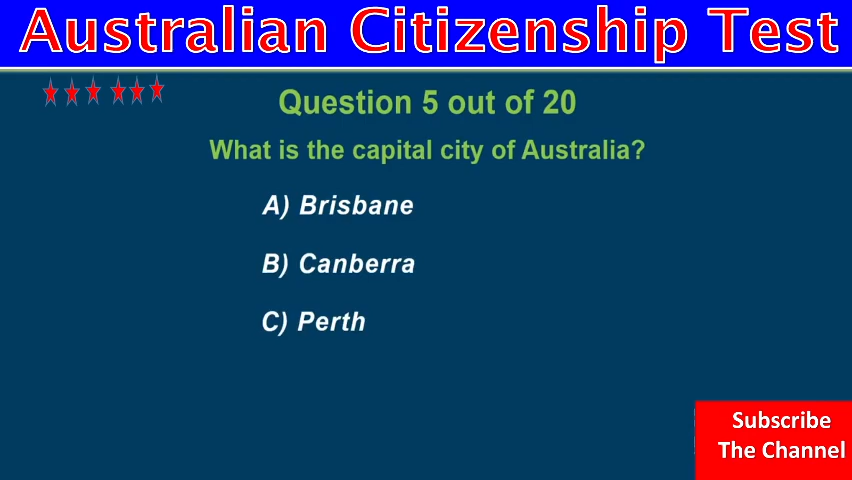 Australian Citizenship Test
Question 5 out of 20
What is the capital city of Australia?
A) Brisbane
B) Canberra
C) Perth
Subscribe
The Channel